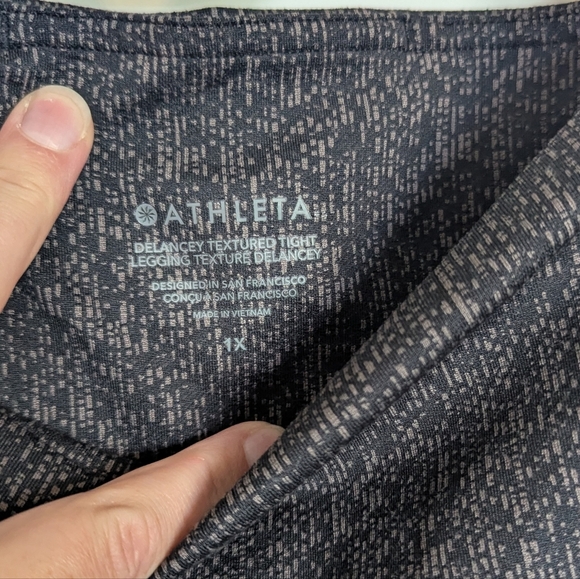 ATHLETA
DELANCEY TEXTURED TIGHT
LEGGING TEXTURE DELANCEY
DESIGNED IN SAN FRANCISCO
CONÇU À SAN FRANCISCO
MADE IN VIETNAM
1X